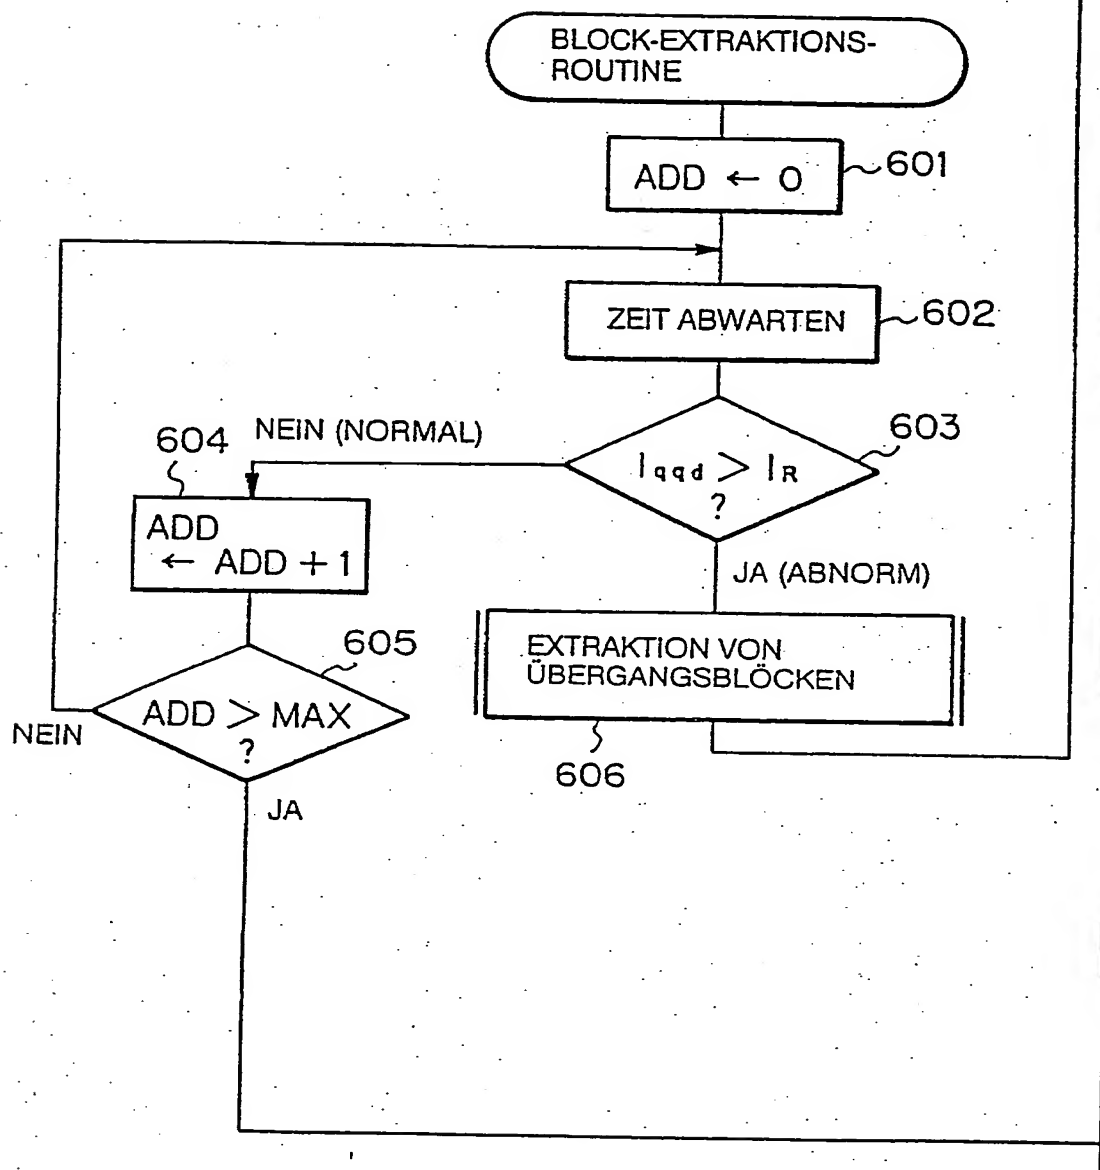 BLOCK-EXTRAKTIONS-
ROUTINE
ADD ← 0
601
ZEIT ABWARTEN
602
603
Iqqd > IR
?
NEIN (NORMAL)
604
ADD
← ADD + 1
JA (ABNORM)
605
EXTRAKTION VON
ÜBERGANGSBLÖCKEN
606
ADD > MAX
?
NEIN
JA